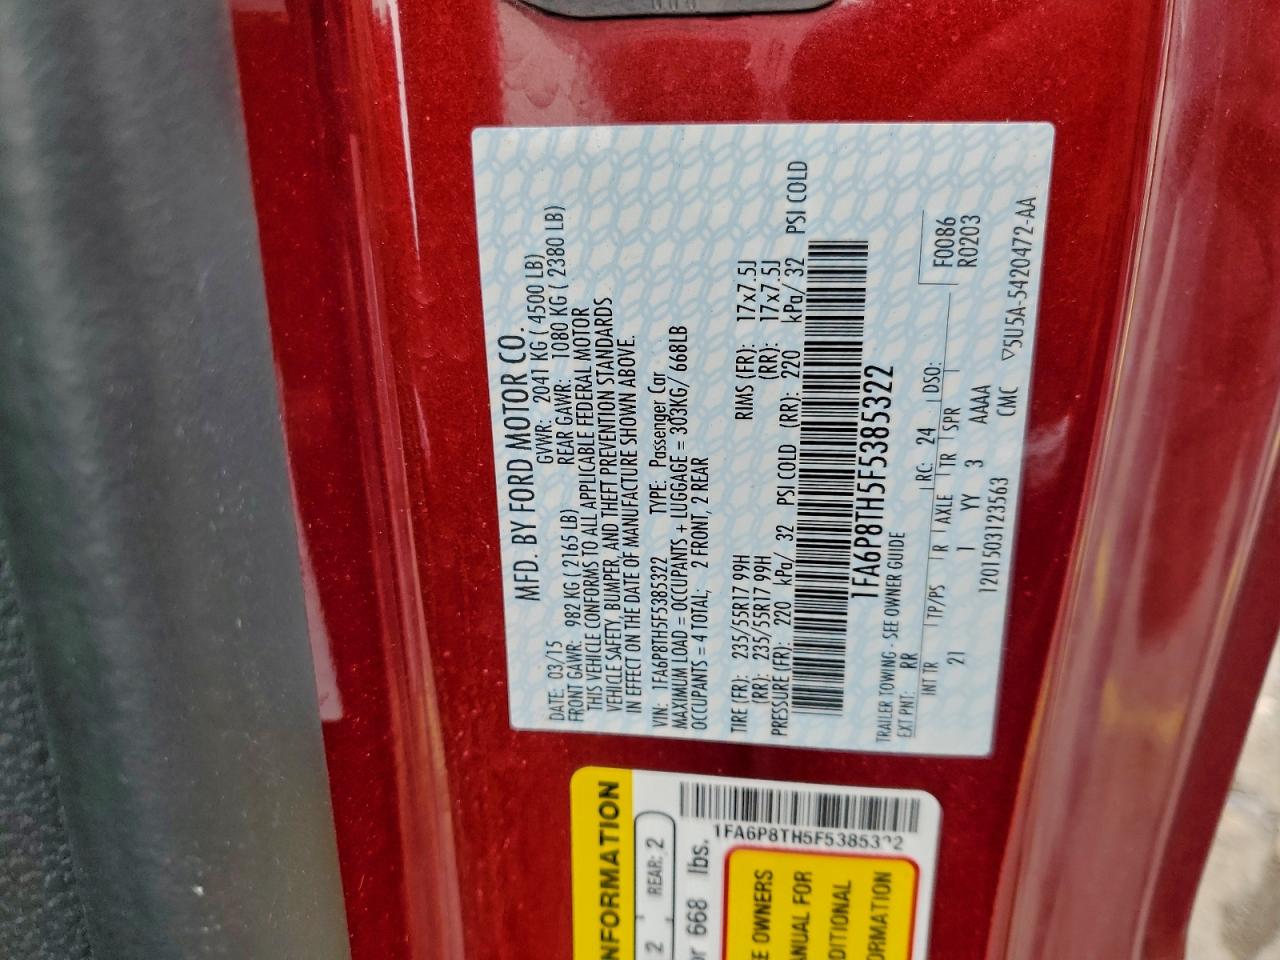 MFD. BY FORD MOTOR CO.
DATE: 03/15 GVWR: 2041 KG ( 4500 LB)
FRONT GAWR: 982 KG ( 2165 LB) REAR GAWR: 1080 KG ( 2380 LB)
THIS VEHICLE CONFORMS TO ALL APPLICABLE FEDERAL MOTOR
VEHICLE SAFETY, BUMPER, AND THEFT PREVENTION STANDARDS
IN EFFECT ON THE DATE OF MANUFACTURE SHOWN ABOVE.
VIN: 1FA6P8TH5F5385322 TYPE: Passenger Car
MAXIMUM LOAD = OCCUPANTS + LUGGAGE = 303KG/ 668LB
OCCUPANTS = 4 TOTAL; 2 FRONT, 2 REAR
TIRE (FR): 235/55R17 99H RIMS (FR): 17x7.5J
(RR): 235/55R17 99H (RR): 17x7.5J
PRESSURE (FR): 220 kPa/ 32 PSI COLD (RR): 220 kPa/ 32 PSI COLD
1FA6P8TH5F5385322
TRAILER TOWING - SEE OWNER GUIDE
EXT PNT: RR RC: 24 DSO: F0086
R0203
INT TR TP/PS R AXLE TR SPR
21 I YY 3 AAAA
1201503123563 CMC ▽5U5A-5420472-AA
NFORMATION
2 REAR: 2
or 668 lbs.
1FA6P8TH5F5385322
E OWNERS
ANUAL FOR
DITIONAL
ORMATION